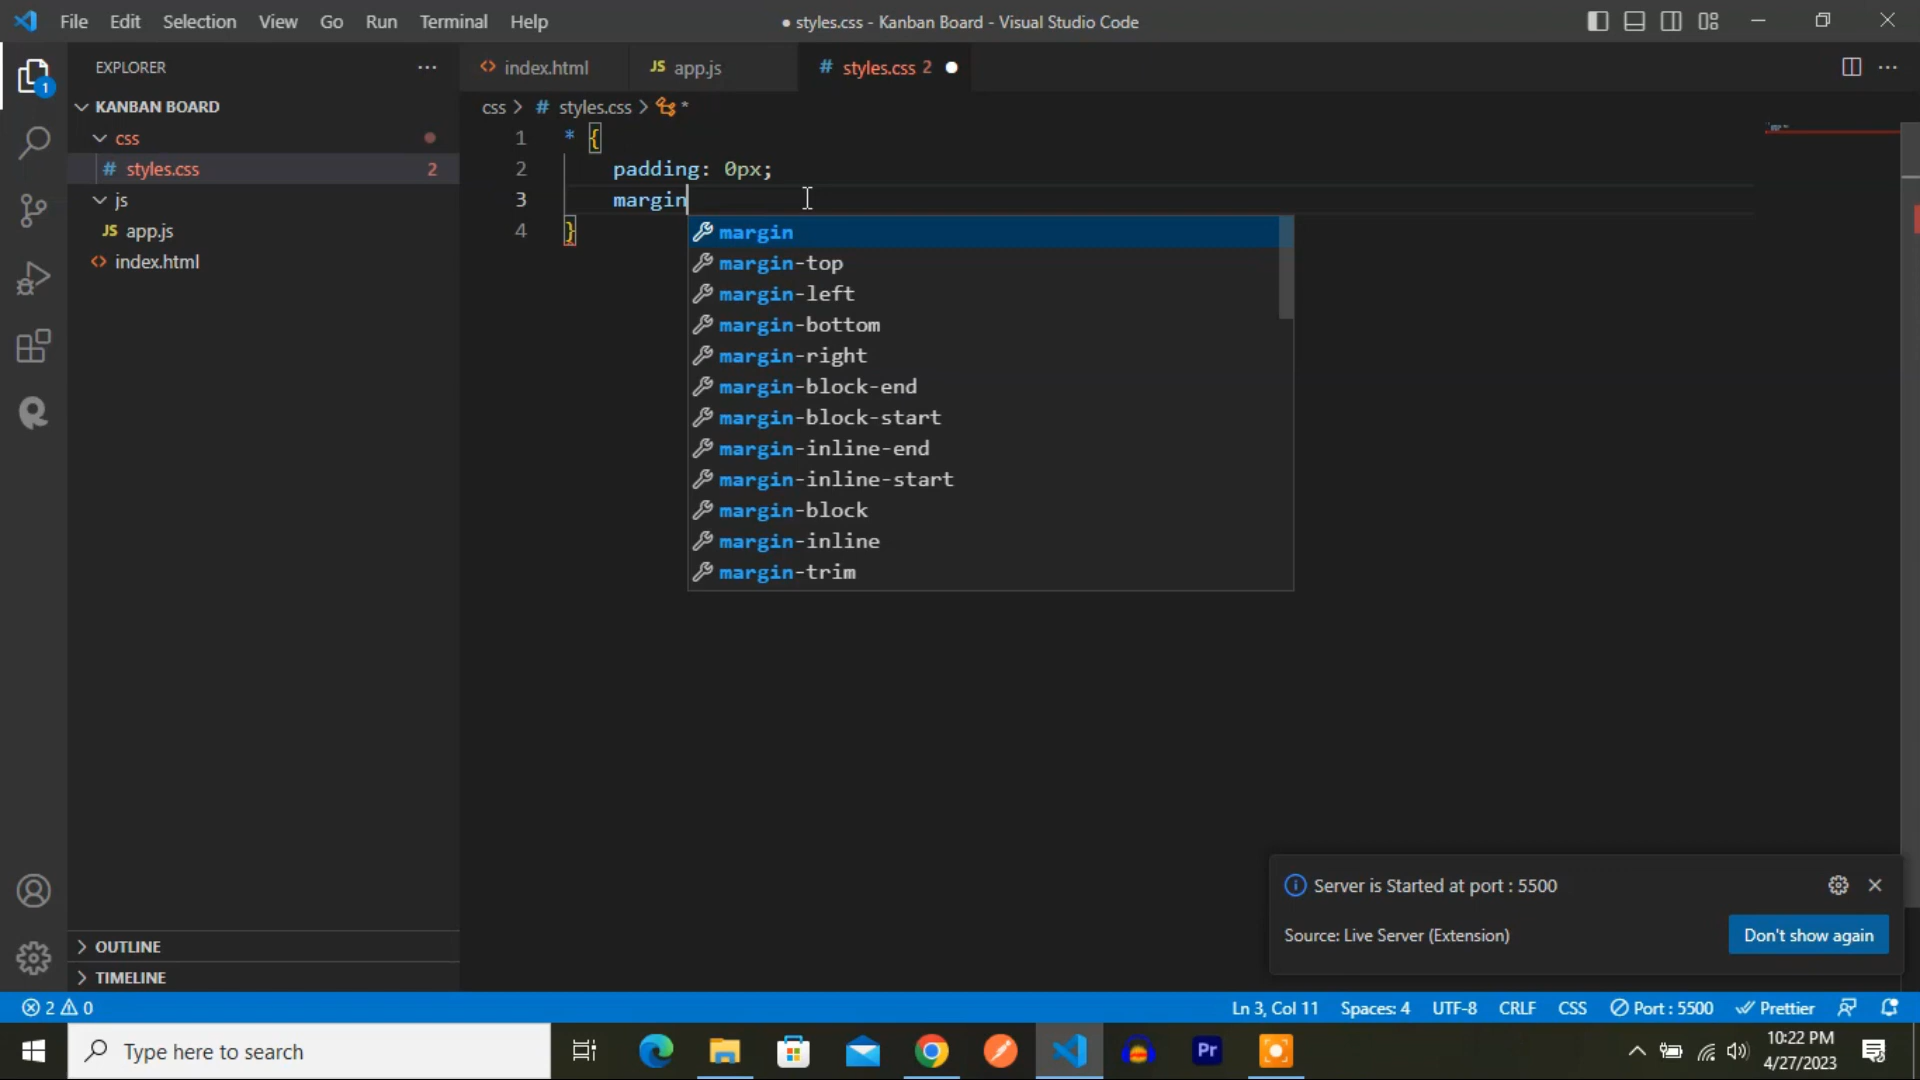 File Edit Selection View Go Run Terminal Help
● styles.css - Kanban Board - Visual Studio Code
EXPLORER
···
index.html
JS app.js
# styles.css 2 ●
···
1
KANBAN BOARD
css
# styles.css 2
js
JS app.js
index.html
css > # styles.css > *
1 * {
2 padding: 0px;
3 margin
4 }
margin
margin-top
margin-left
margin-bottom
margin-right
margin-block-end
margin-block-start
margin-inline-end
margin-inline-start
margin-block
margin-inline
margin-trim
Server is Started at port : 5500
Source: Live Server (Extension)
Don't show again
OUTLINE
TIMELINE
2 0
Ln 3, Col 11 Spaces: 4 UTF-8 CRLF CSS Port : 5500 Prettier
Type here to search
Pr
10:22 PM
4/27/2023